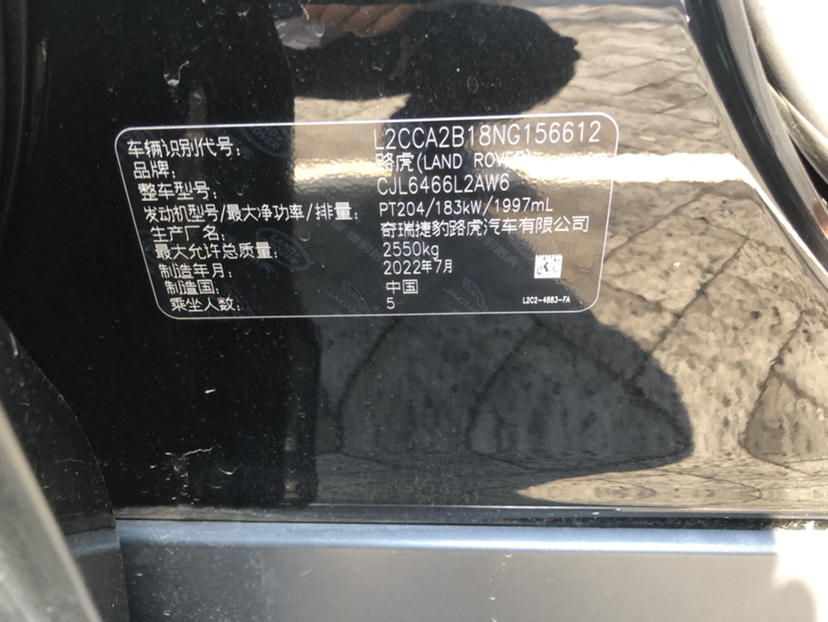 车辆识别代号： L2CCA2B18NG156612
品牌： 路虎(LAND ROVER)
整车型号： CJL6466L2AW6
发动机型号/最大净功率/排量： PT204/183kW/1997mL
生产厂名： 奇瑞捷豹路虎汽车有限公司
最大允许总质量： 2550kg
制造年月： 2022年7月
制造国： 中国
乘坐人数： 5
L2C2-4883-FA